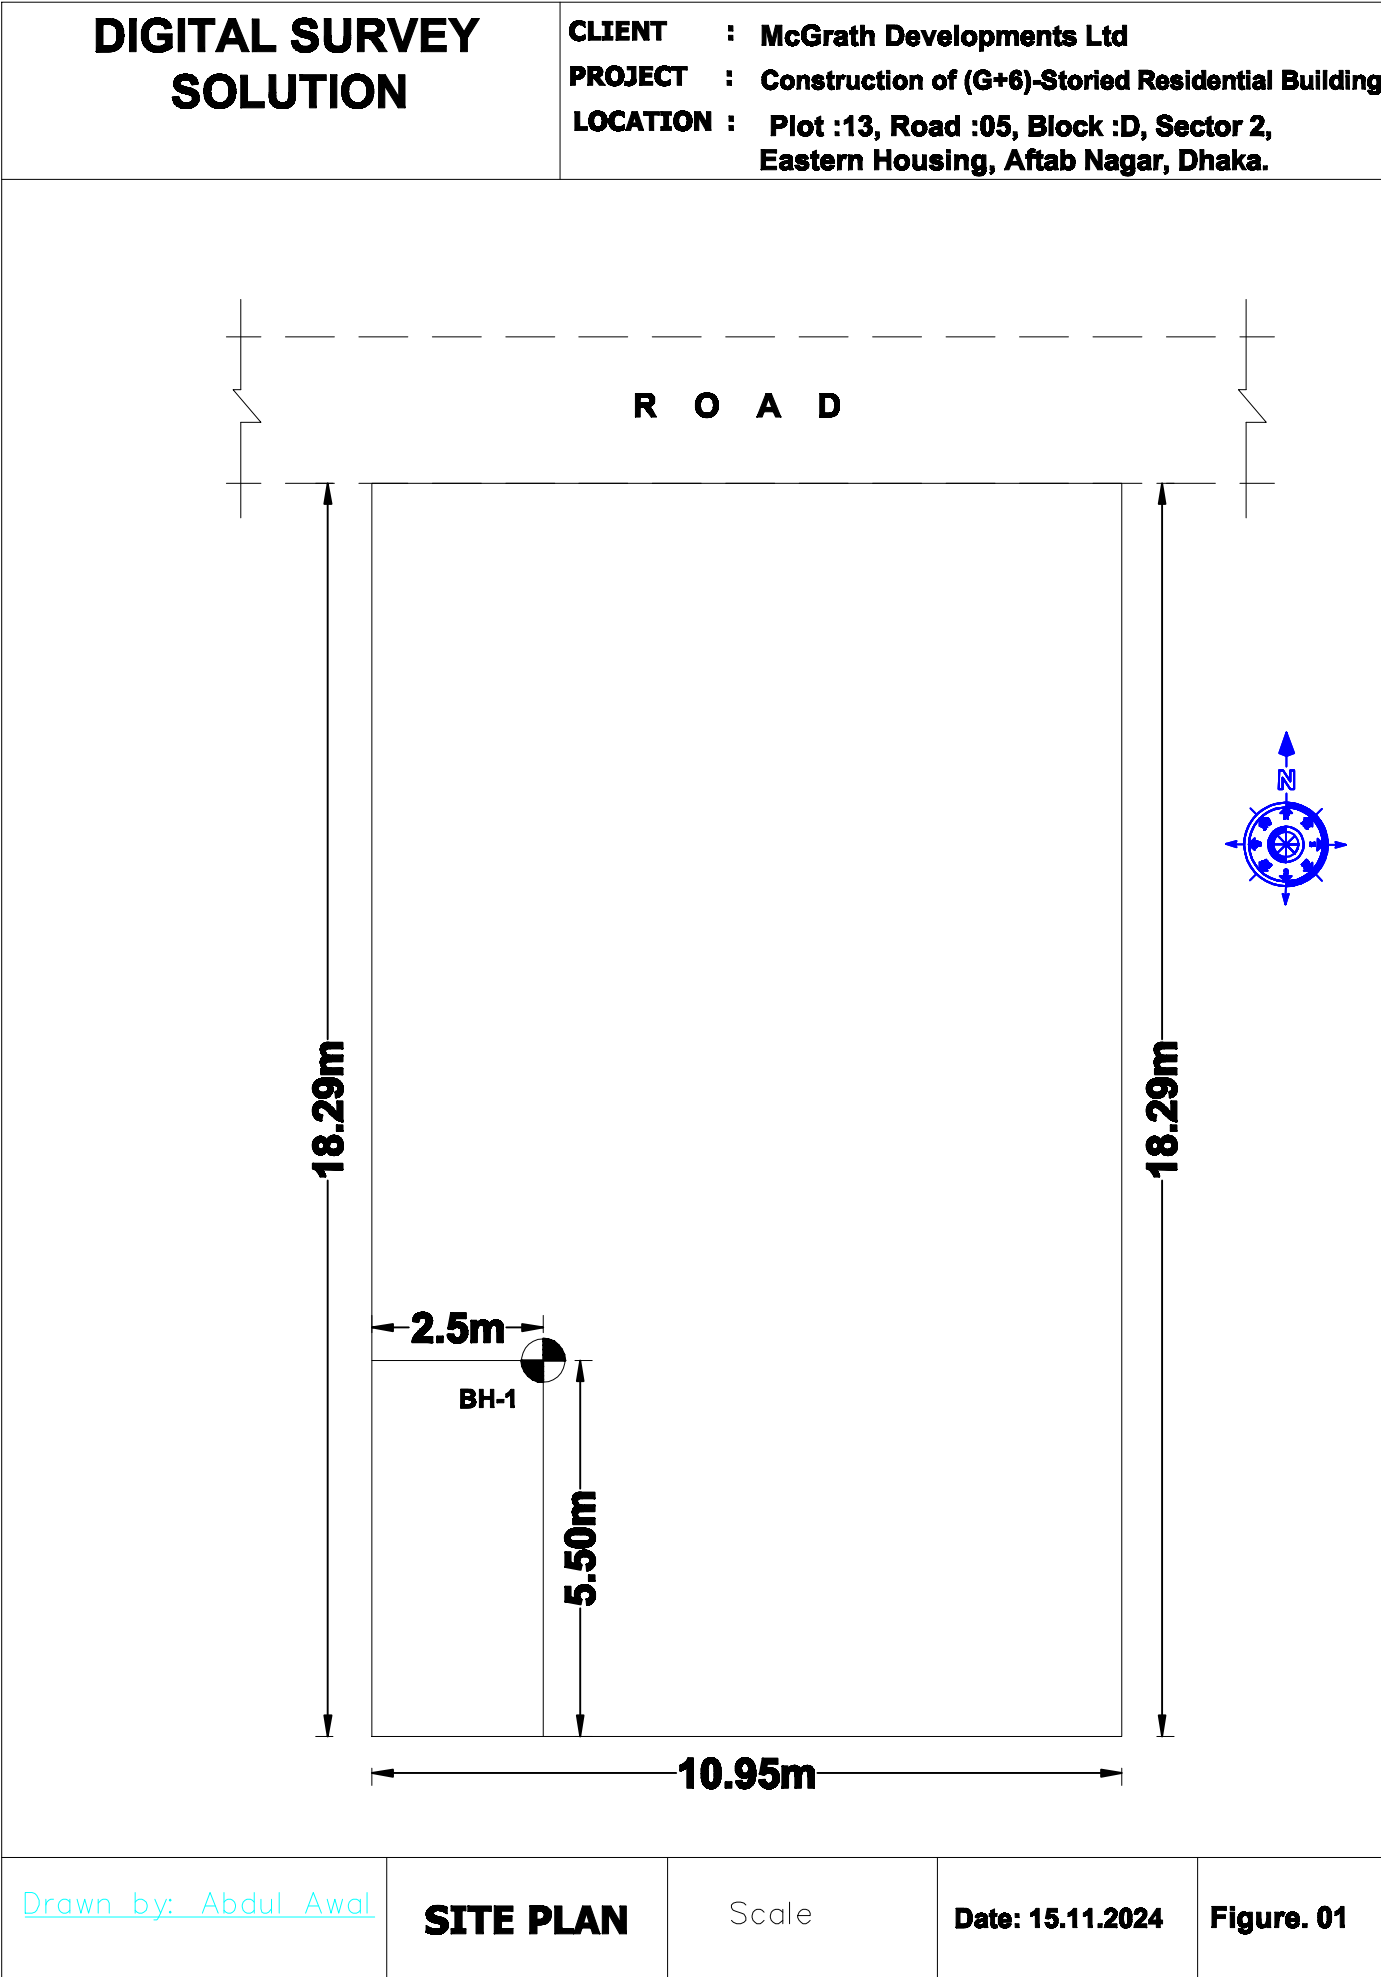 DIGITAL SURVEY
SOLUTION
CLIENT : McGrath Developments Ltd
PROJECT : Construction of (G+6)-Storied Residential Building
LOCATION : Plot :13, Road :05, Block :D, Sector 2,
Eastern Housing, Aftab Nagar, Dhaka.
R O A D
N
18.29m
18.29m
2.5m
BH-1
5.50m
10.95m
Drawn by: Abdul Awal
SITE PLAN
Scale
Date: 15.11.2024
Figure. 01